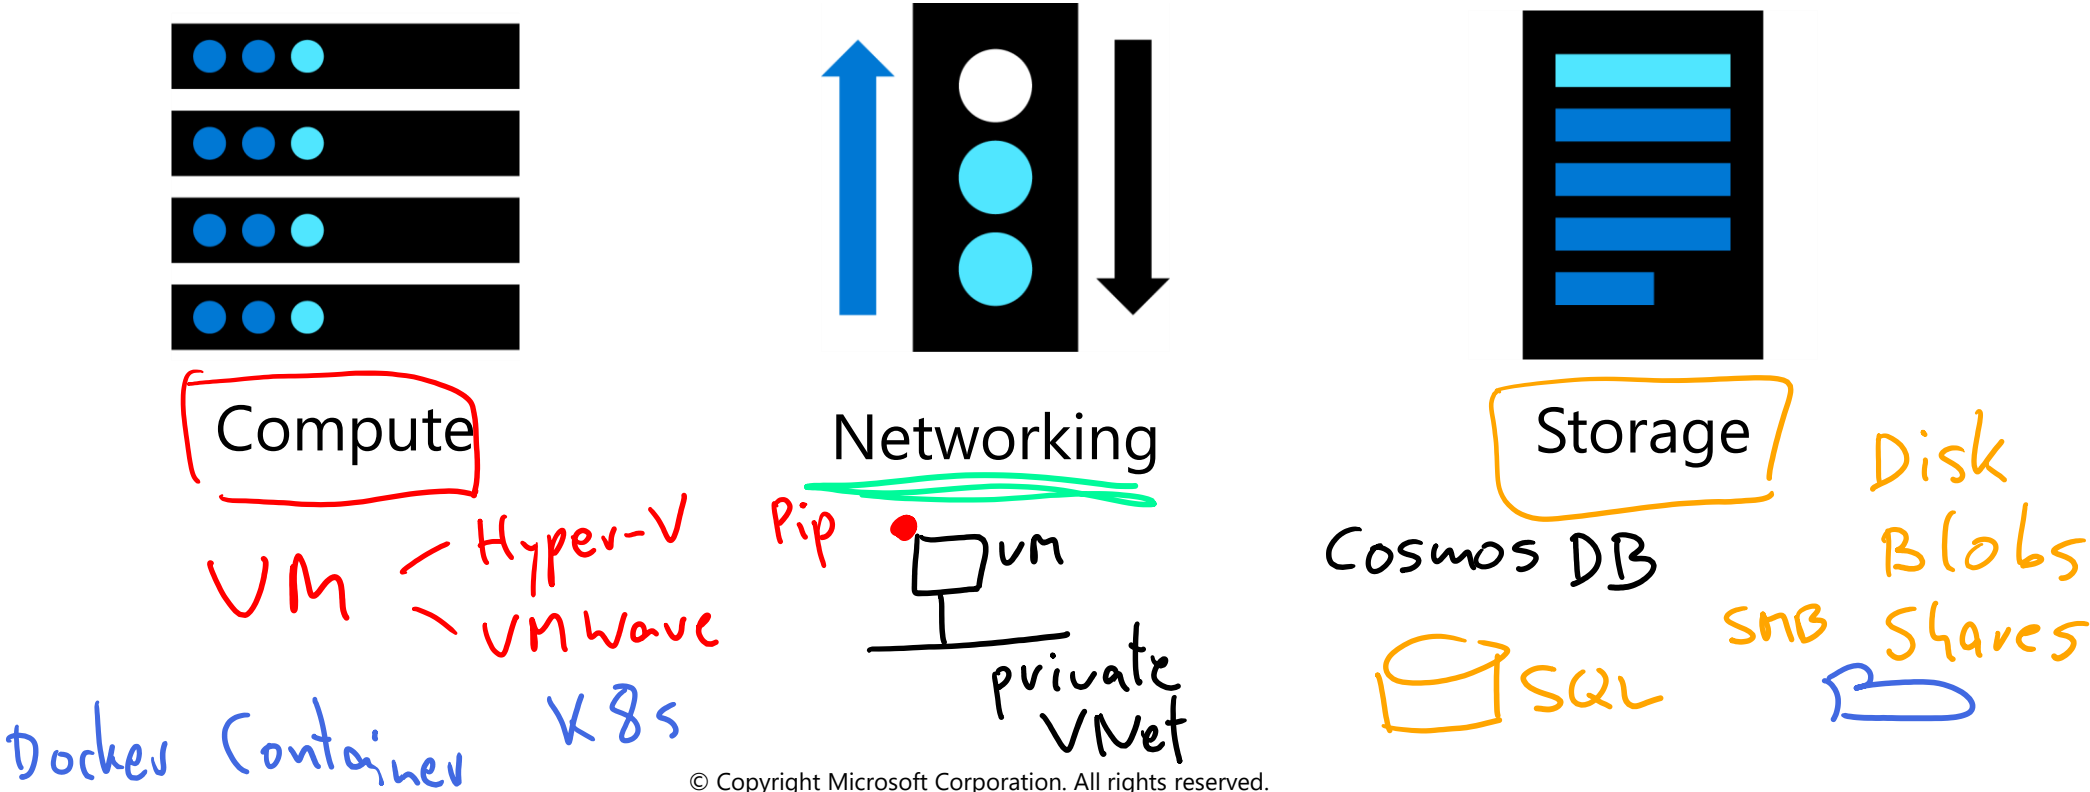 Compute
Networking
Storage
VM
Hyper-V
VMWare
Docker Container
K8s
Pip
VM
private
VNet
Disk
Blobs
SMB Shares
Cosmos DB
SQL
© Copyright Microsoft Corporation. All rights reserved.